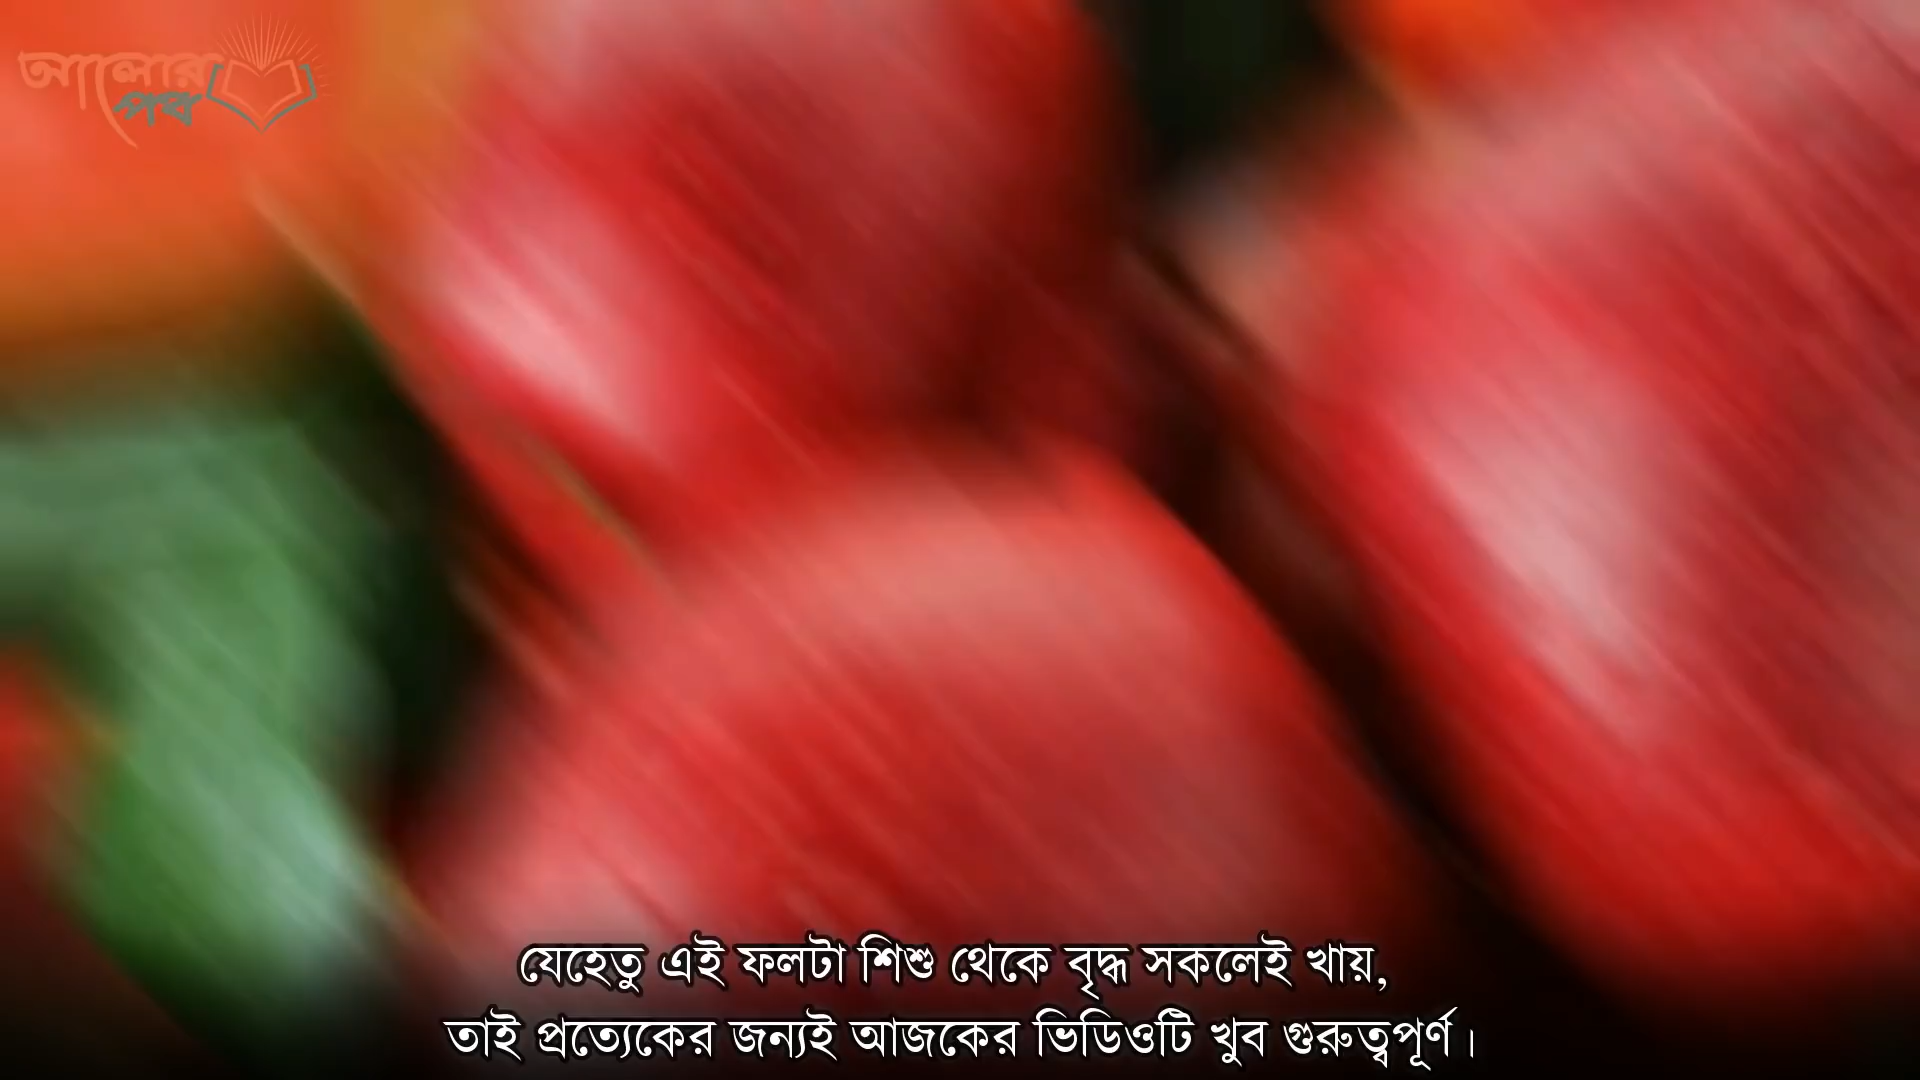 আলোর
পথ
যেহেতু এই ফলটা শিশু থেকে বৃদ্ধ সকলেই খায়,
তাই প্রত্যেকের জন্যই আজকের ভিডিওটি খুব গুরুত্বপূর্ণ।